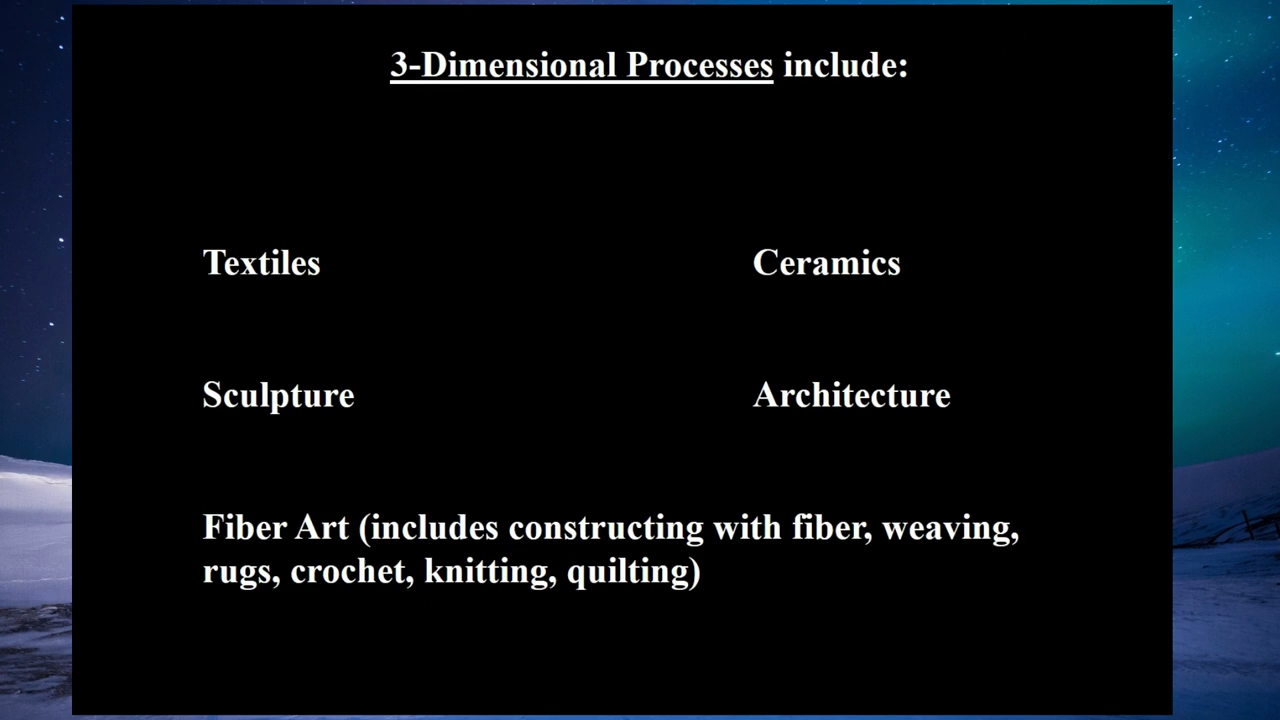 3-Dimensional Processes include:
Textiles
Ceramics
Sculpture
Architecture
Fiber Art (includes constructing with fiber, weaving,
rugs, crochet, knitting, quilting)